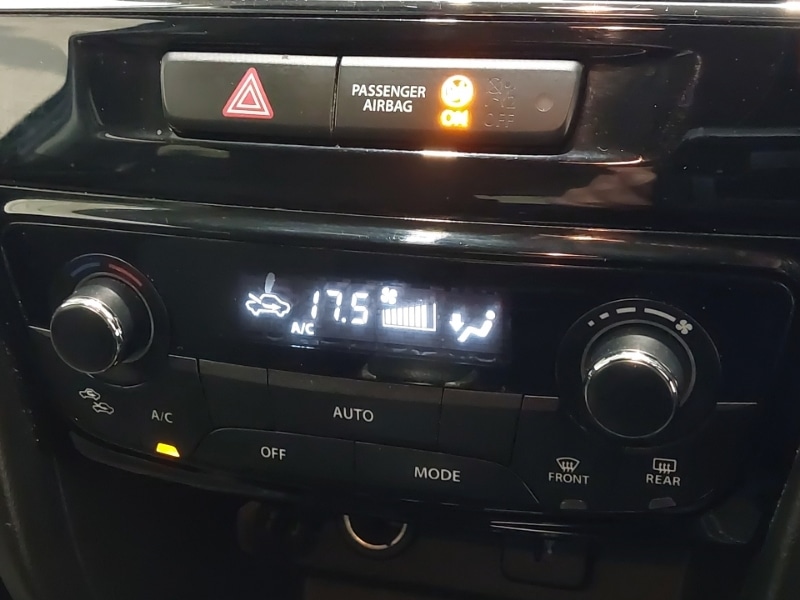 PASSENGER
AIRBAG
ON OFF
17.5
A/C
A/C
AUTO
OFF
MODE
FRONT
REAR